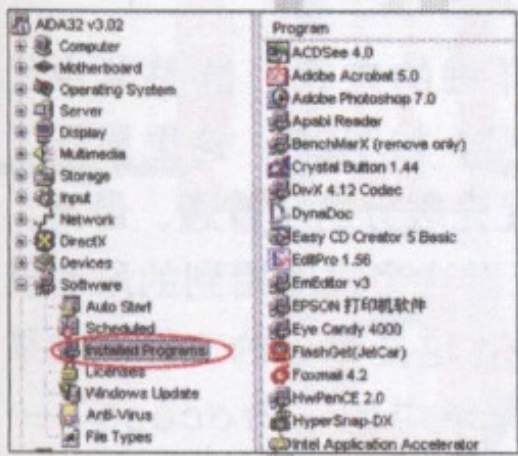 AIDA32 v3.02
Computer
Motherboard
Operating System
Server
Display
Multimedia
Storage
Input
Network
DirectX
Devices
Software
Auto Start
Scheduled
Installed Programs
Licenses
Windows Update
Anti-Virus
File Types
Program
ACDSee 4.0
Adobe Acrobat 5.0
Adobe Photoshop 7.0
Apabi Reader
BenchMarX (remove only)
Crystal Button 1.44
DivX 4.12 Codec
DynaDoc
Easy CD Creator 5 Basic
EditPro 1.56
EmEditor v3
EPSON 打印机软件
Eye Candy 4000
FlashGet(JetCar)
Foxmail 4.2
HwPenCE 2.0
HyperSnap-DX
Intel Application Accelerator